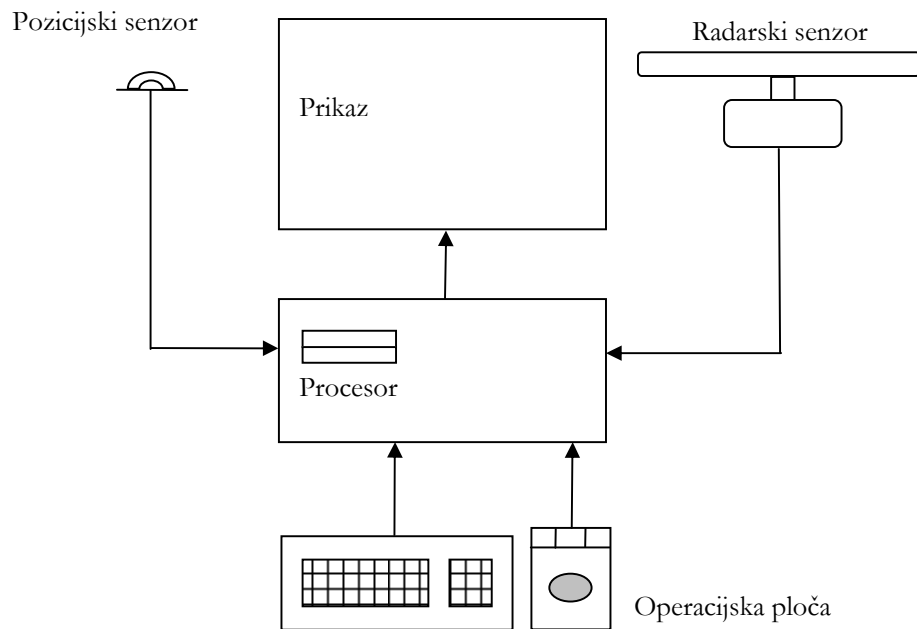 Pozicijski senzor
Radarski senzor
Prikaz
Procesor
Operacijska ploča